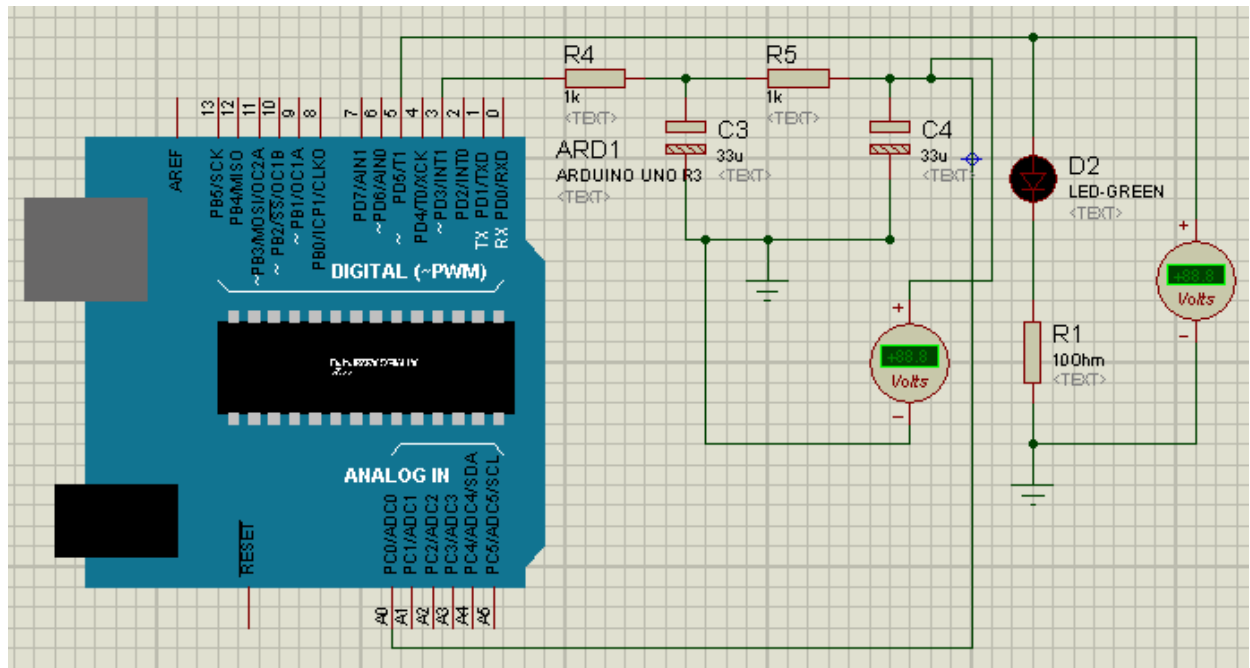 R4
1k
<TEXT>
R5
1k
<TEXT>
C3
33u
<TEXT>
C4
33u
<TEXT>
ARD1
ARDUINO UNO R3
<TEXT>
D2
LED-GREEN
<TEXT>
R1
10Ohm
<TEXT>
+88.8
Volts
+
-
+88.8
Volts
+
-
AREF
13
12
11
10
9
8
7
6
5
4
3
2
1
0
PB5/SCK
PB4/MISO
~PB3/MOSI/OC2A
~PB2/SS/OC1B
~PB1/OC1A
PB0/ICP1/CLKO
PD7/AIN1
~PD6/AIN0
~PD5/T1
PD4/T0/XCK
~PD3/INT1
PD2/INT0
TX PD1/TXD
RX PD0/RXD
DIGITAL (~PWM)
ANALOG IN
RESET
PC0/ADC0
PC1/ADC1
PC2/ADC2
PC3/ADC3
PC4/ADC4/SDA
PC5/ADC5/SCL
A0
A1
A2
A3
A4
A5